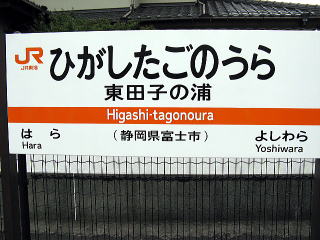 JR
JR東海
ひがしたごのうら
東田子の浦
Higashi-tagonoura
はら
Hara
(静岡県富士市)
よしわら
Yoshiwara